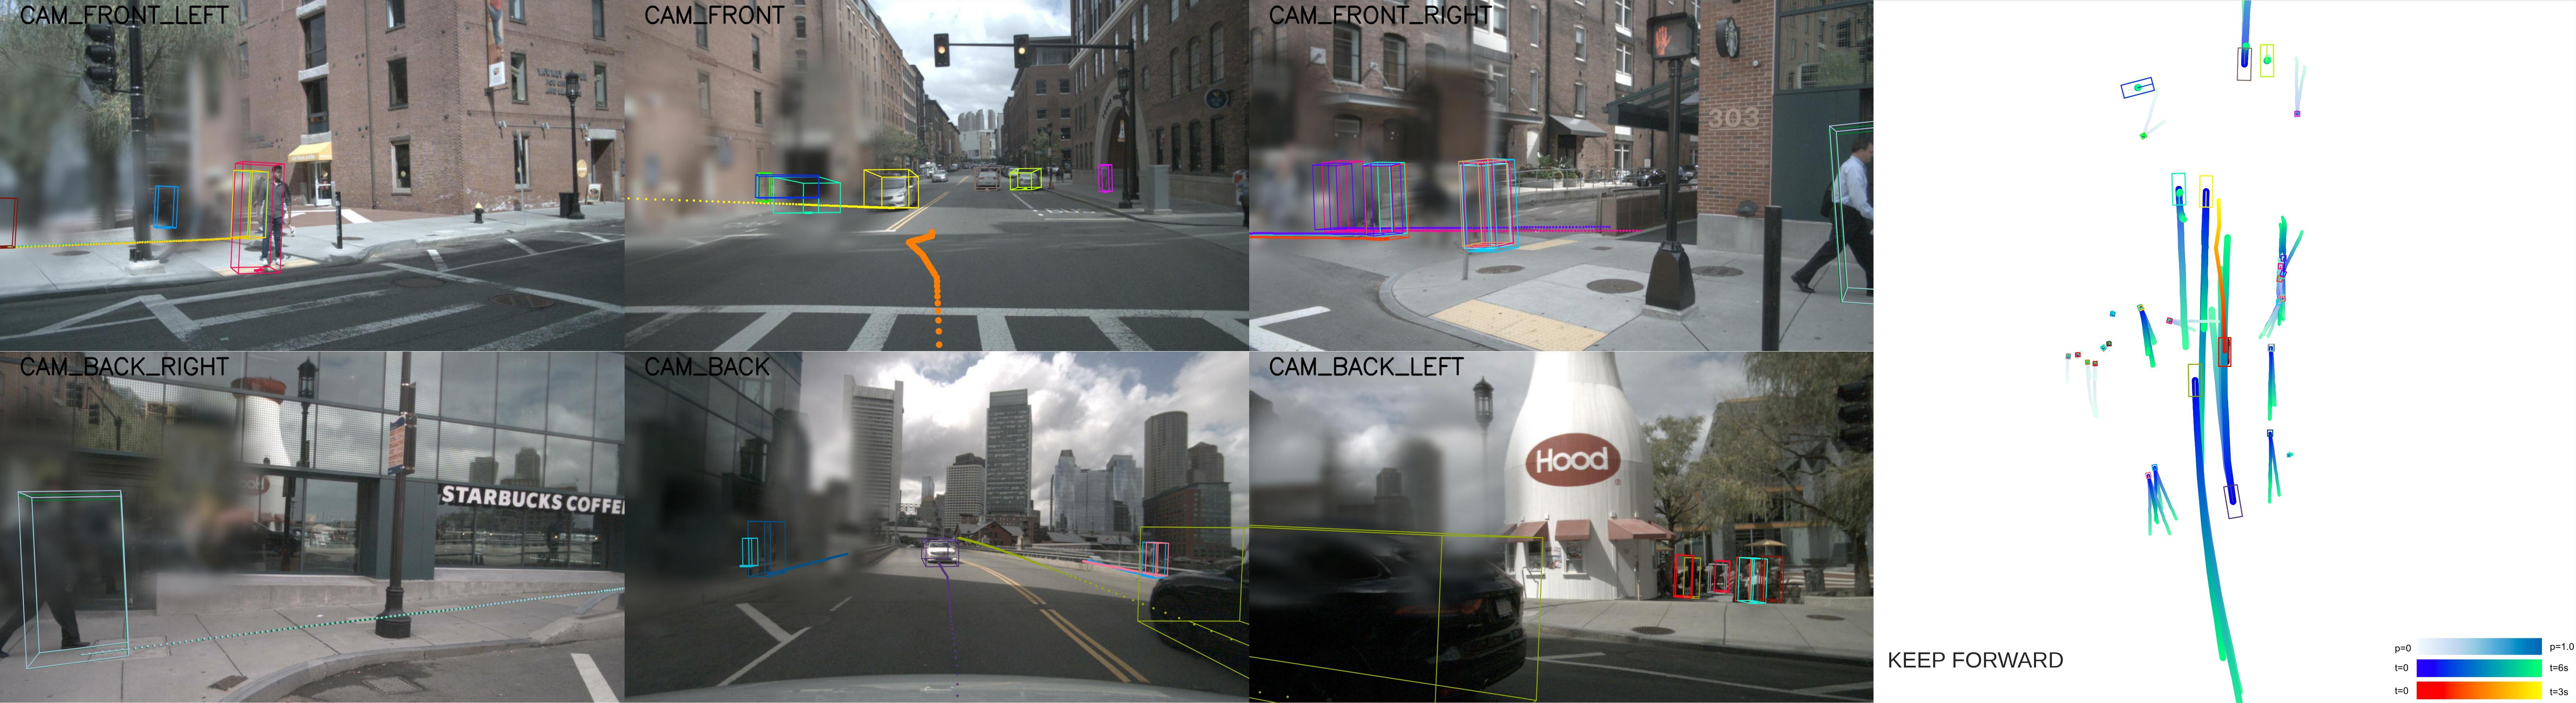 CAM_FRONT_LEFT
CAM_FRONT
CAM_FRONT_RIGHT
303
CAM_BACK_RIGHT
CAM_BACK
CAM_BACK_LEFT
STARBUCKS COFFE
Hood
KEEP FORWARD
p=0
p=1.0
t=0
t=6s
t=0
t=3s